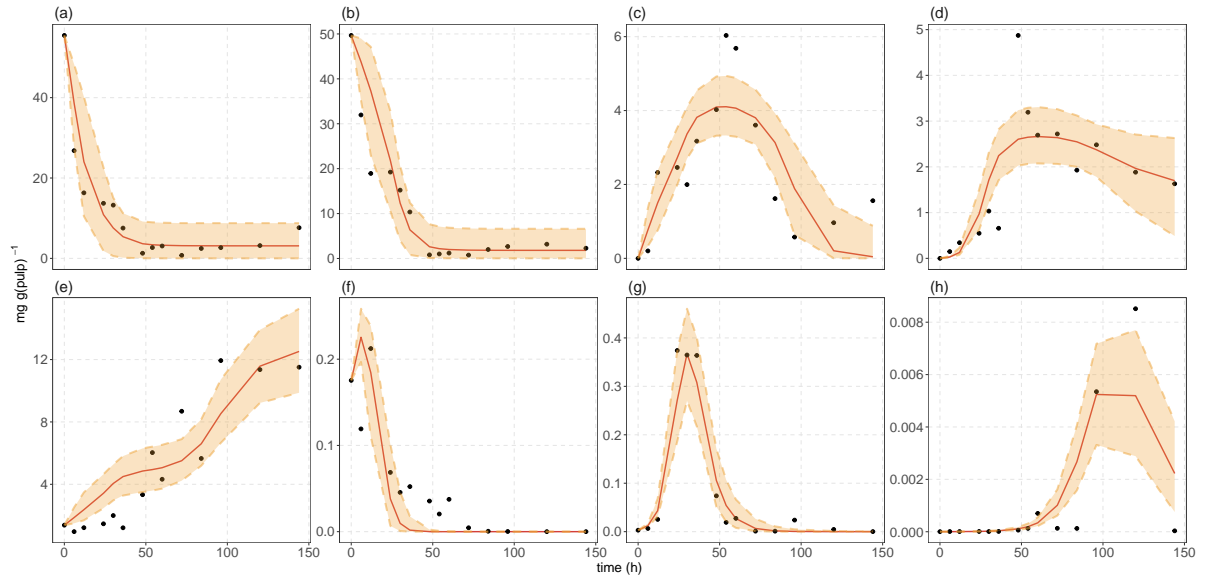 (a) (b) (c) (d)
0 20 40
0 10 20 30 40 50
0 2 4 6
0 1 2 3 4 5
mg g(pulp) ⁻¹
(e) (f) (g) (h)
4 8 12
0.0 0.1 0.2
0.0 0.1 0.2 0.3 0.4
0.000 0.002 0.004 0.006 0.008
0 50 100 150 0 50 100 150 0 50 100 150 0 50 100 150
time (h)